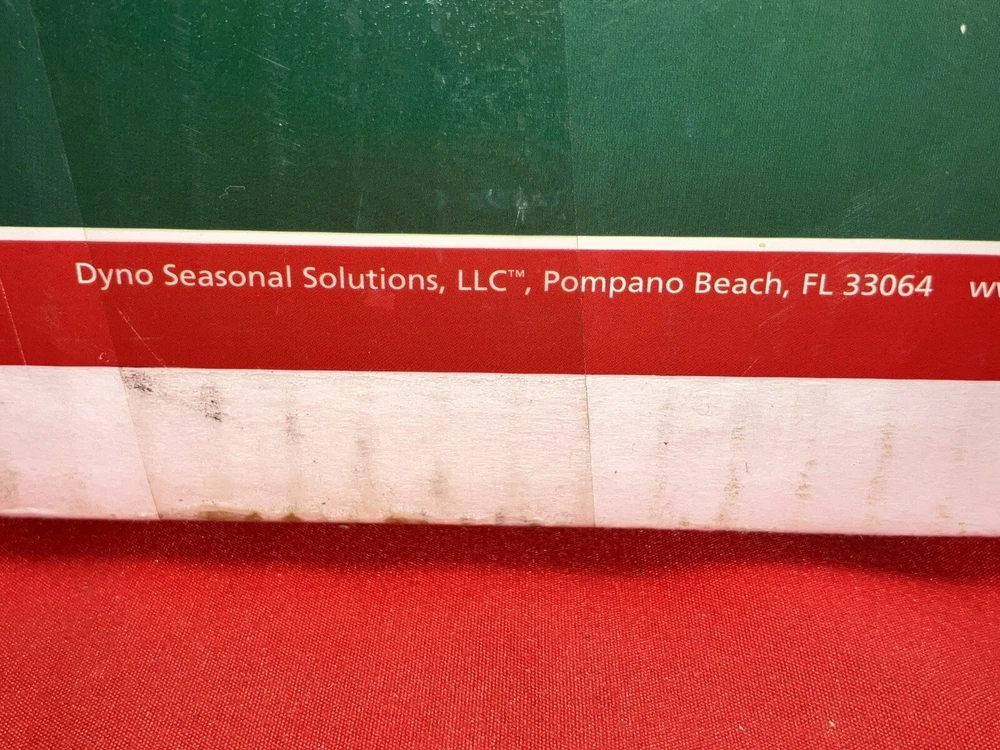 Dyno Seasonal Solutions, LLC™, Pompano Beach, FL 33064